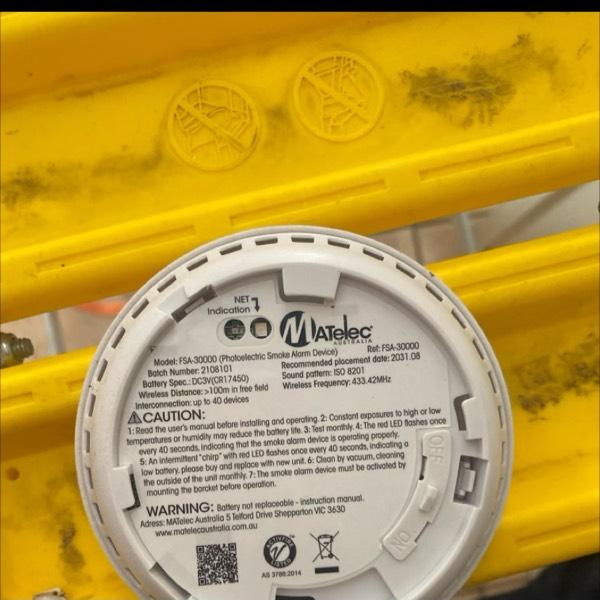 NET
Indication
MATelec
AUSTRALIA
Model: FSA-30000 (Photoelectric Smoke Alarm Device)
Ref: FSA-30000
Batch Number: 2108101
Recommended placement date: 2031.08
Battery Spec.: DC3V(CR17450)
Sound pattern: ISO 8201
Wireless Distance: >100m in free field
Wireless Frequency: 433.42MHz
Interconnection: up to 40 devices
CAUTION:
1: Read the user's manual before installing and operating. 2: Constant exposures to high or low
temperatures or humidity may reduce the battery life. 3: Test monthly. 4: The red LED flashes once
every 40 seconds, indicating that the smoke alarm device is operating properly.
5: An intermittent "chirp" with red LED flashes once every 40 seconds, indicating a
low battery, please buy and replace with new unit. 6: Clean by vacuum, cleaning
the outside of the unit monthly. 7: The smoke alarm device must be activated by
mounting the barcket before operation.
WARNING: Battery not replaceable - instruction manual.
Adress: MATelec Australia 5 Telford Drive Shepparton VIC 3630
www.matelecaustralia.com.au
OFF
ON
ACTIVFIRE
LISTED
AS 3786:2014